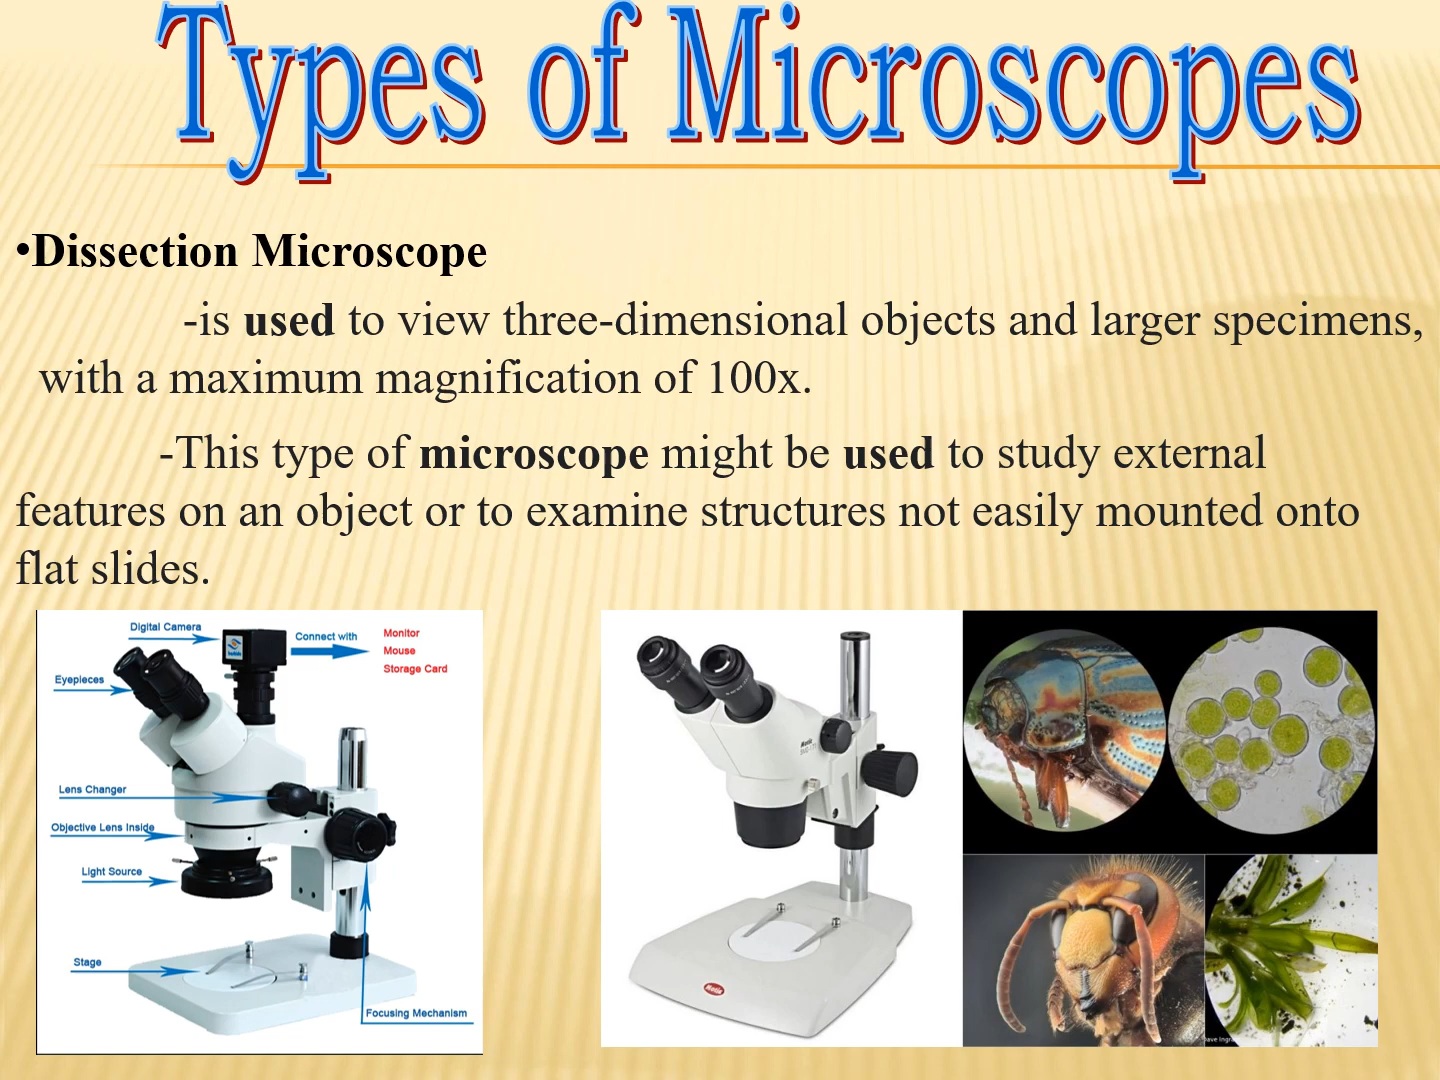 Types of Microscopes
•Dissection Microscope
-is used to view three-dimensional objects and larger specimens,
with a maximum magnification of 100x.
-This type of microscope might be used to study external
features on an object or to examine structures not easily mounted onto
flat slides.
Digital Camera
Connect with
Monitor
Mouse
Storage Card
Eyepieces
Lens Changer
Objective Lens Inside
Light Source
Stage
Focusing Mechanism
Motic
Motic